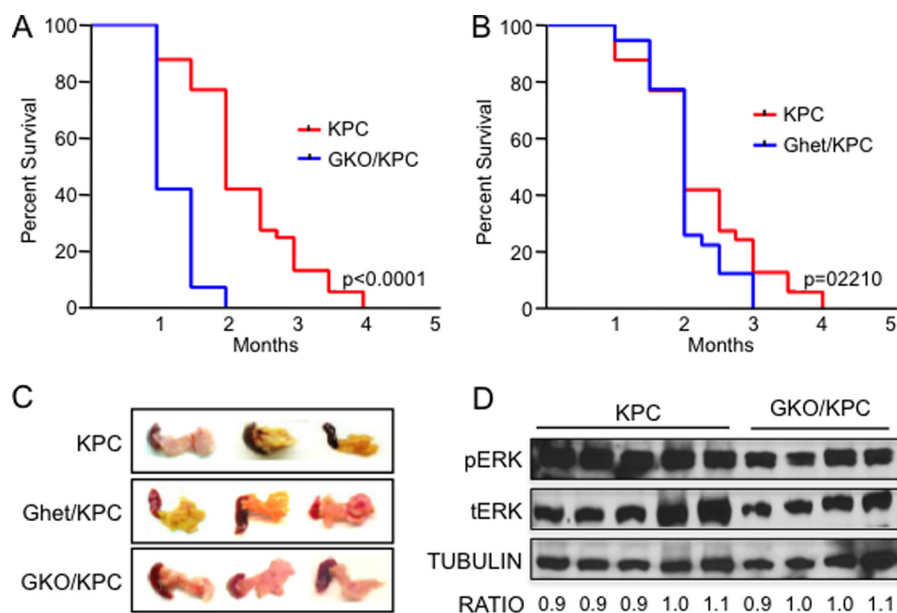 A
100
80
60
40
20
0
Percent Survival
KPC
GKO/KPC
p<0.0001
1 2 3 4 5
Months
B
100
80
60
40
20
0
Percent Survival
KPC
Ghet/KPC
p=02210
1 2 3 4 5
Months
C
KPC
Ghet/KPC
GKO/KPC
D
KPC GKO/KPC
pERK
tERK
TUBULIN
RATIO 0.9 0.9 0.9 1.0 1.1 0.9 1.0 1.0 1.1